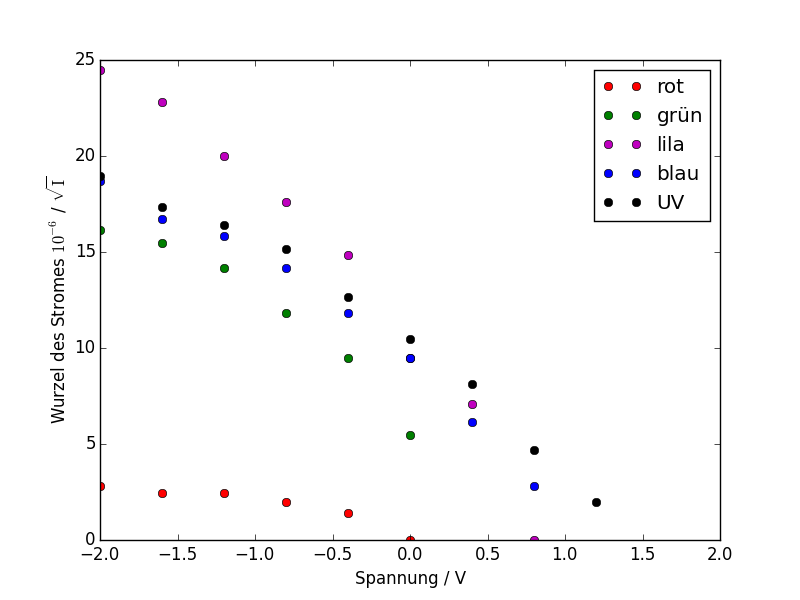 25
20
15
10
5
0
Wurzel des Stromes 10⁻⁶ / √I
rot
grün
lila
blau
UV
−2.0 −1.5 −1.0 −0.5 0.0 0.5 1.0 1.5 2.0
Spannung / V